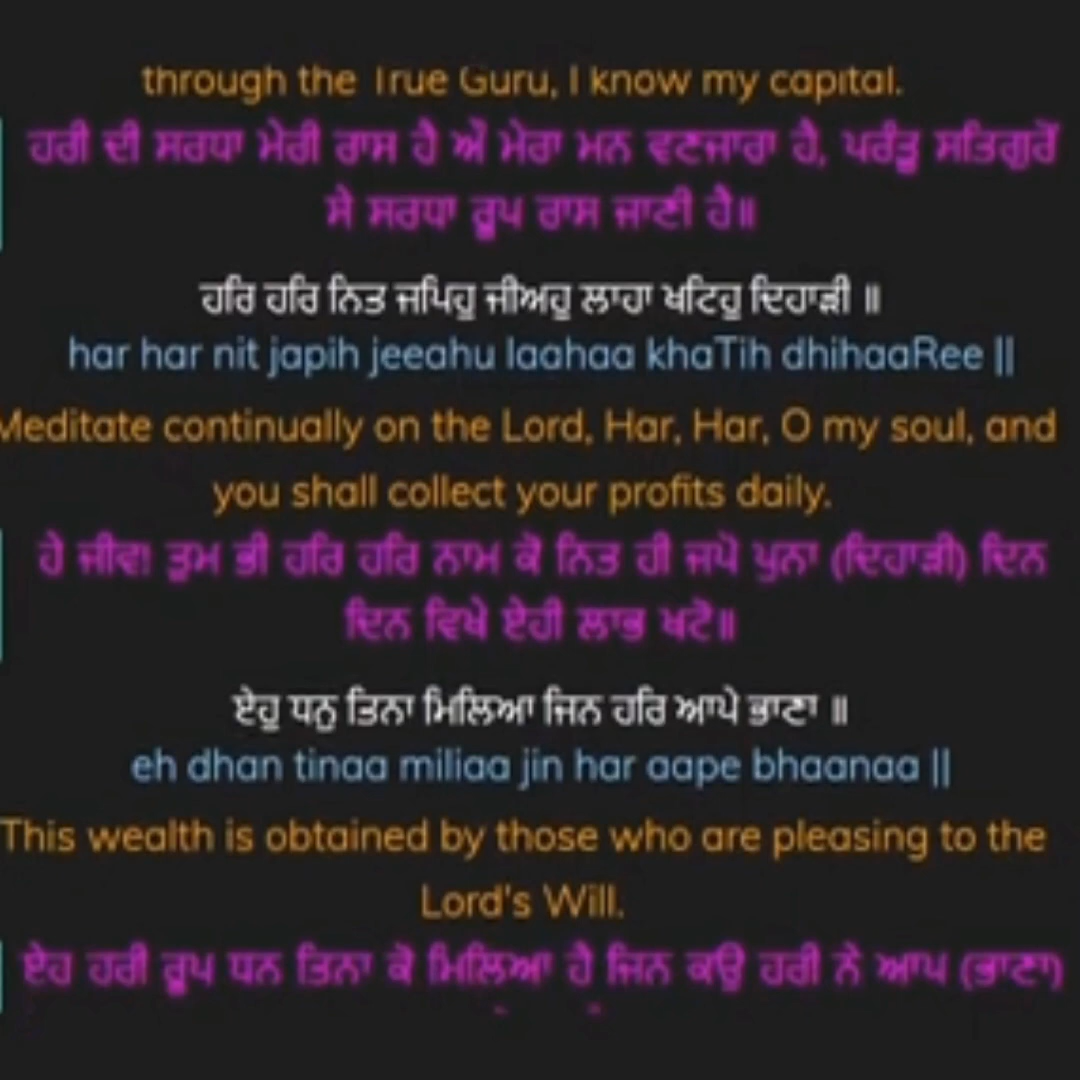 through the True Guru, I know my capital.
ਹਰੀ ਦੀ ਸਰਧਾ ਮੇਰੀ ਰਾਸ ਹੈ ਔ ਮੇਰਾ ਮਨ ਵਣਜਾਰਾ ਹੈ, ਪਰੰਤੂ ਸਤਿਗੁਰੋਂ
ਸੇ ਸਰਧਾ ਰੂਪ ਰਾਸ ਜਾਣੀ ਹੈ॥
ਹਰਿ ਹਰਿ ਨਿਤ ਜਪਿਹੁ ਜੀਅਹੁ ਲਾਹਾ ਖਟਿਹੁ ਦਿਹਾੜੀ ॥
har har nit japih jeeahu laahaa khaTih dhihaaRee ||
Meditate continually on the Lord, Har, Har, O my soul, and
you shall collect your profits daily.
ਹੇ ਜੀਵ! ਤੁਮ ਭੀ ਹਰਿ ਹਰਿ ਨਾਮ ਕੋ ਨਿਤ ਹੀ ਜਪੋ ਪੁਨਾ (ਦਿਹਾੜੀ) ਦਿਨ
ਦਿਨ ਵਿਖੇ ਏਹੀ ਲਾਭ ਖਟੋ॥
ਏਹੁ ਧਨੁ ਤਿਨਾ ਮਿਲਿਆ ਜਿਨ ਹਰਿ ਆਪੇ ਭਾਣਾ ॥
eh dhan tinaa miliaa jin har aape bhaanaa ||
This wealth is obtained by those who are pleasing to the
Lord's Will.
ਏਹ ਹਰੀ ਰੂਪ ਧਨ ਤਿਨਾ ਕੋ ਮਿਲਿਆ ਹੈ ਜਿਨ ਕਉ ਹਰੀ ਨੇ ਆਪ (ਭਾਣਾ)